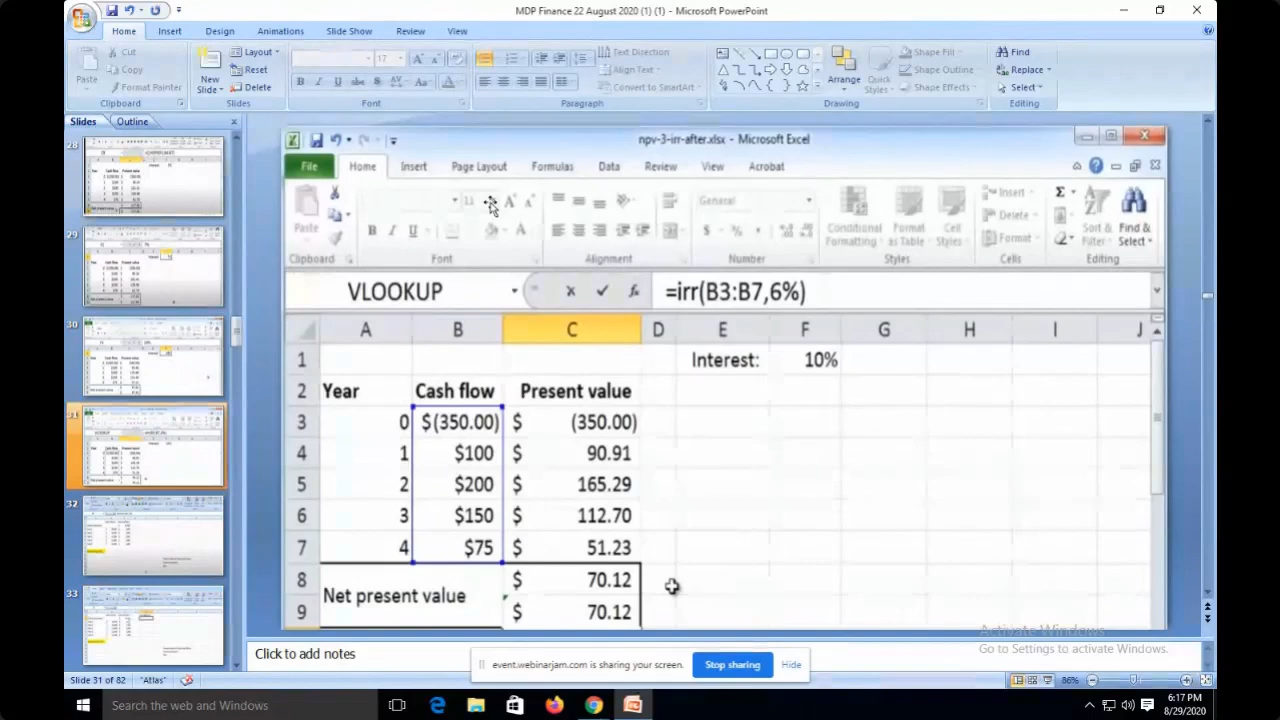 MDP Finance 22 August 2020 (1) (1) - Microsoft PowerPoint
Home Insert Design Animations Slide Show Review View
Paste
Cut
Copy
Format Painter
Clipboard
New Slide
Layout
Reset
Delete
Slides
17
Font
Text Direction
Align Text
Convert to SmartArt
Paragraph
Arrange
Quick Styles
Shape Fill
Shape Outline
Shape Effects
Drawing
Find
Replace
Select
Editing
Slides Outline
28
29
30
31
32
33
npv-3-irr-after.xlsx - Microsoft Excel
File Home Insert Page Layout Formulas Data Review View Acrobat
Paste
Clipboard
11
Font
Alignment
General
Number
Conditional Formatting
Format as Table
Cell Styles
Styles
Insert
Delete
Format
Cells
Sort & Filter
Find & Select
Editing
VLOOKUP =irr(B3:B7,6%)
A B C D E F G H I J
1 Interest: 10%
2 Year Cash flow Present value
3 0 $(350.00) $ (350.00)
4 1 $100 $ 90.91
5 2 $200 $ 165.29
6 3 $150 $ 112.70
7 4 $75 $ 51.23
8 $ 70.12
Net present value
9 $ 70.12
Activate Windows
Go to Settings to activate Windows.
Click to add notes
event.webinarjam.com is sharing your screen. Stop sharing Hide
Slide 31 of 82 "Atlas" 86%
Search the web and Windows
6:17 PM
8/29/2020